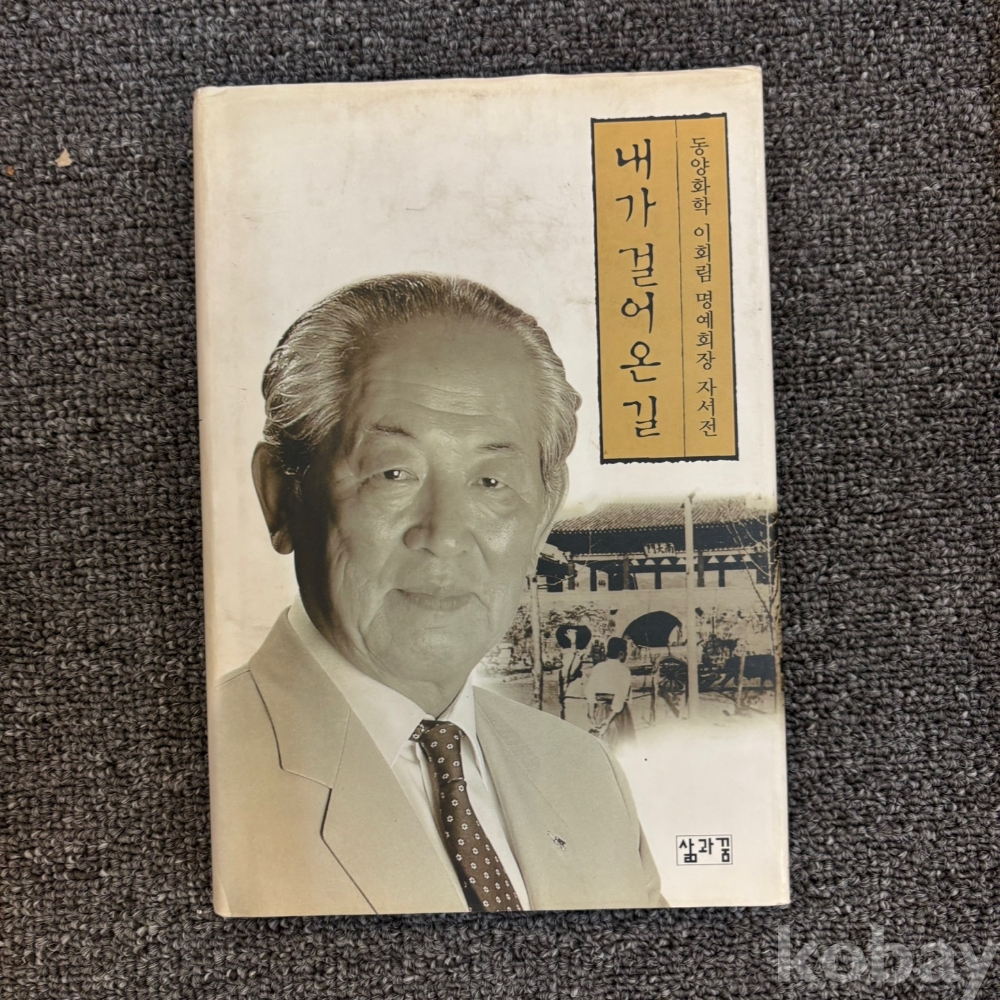 내가 걸어온 길
동양화학 이회림 명예회장 자서전
삶과꿈
kobay